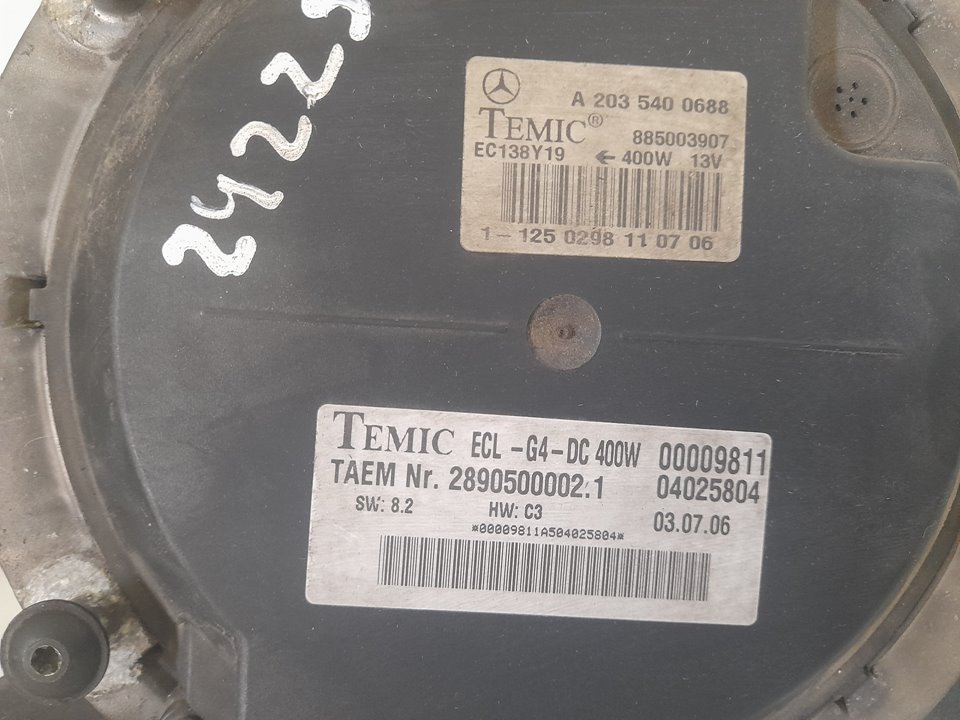 24225
A 203 540 0688
TEMIC®
885003907
EC138Y19 ← 400W 13V
1-125 0298 11 07 06
TEMIC ECL-G4-DC 400W 00009811
TÀEM Nr. 2890500002.1 04025804
SW: 8.2 HW: C3 03.07.06
*00009811A504025804*